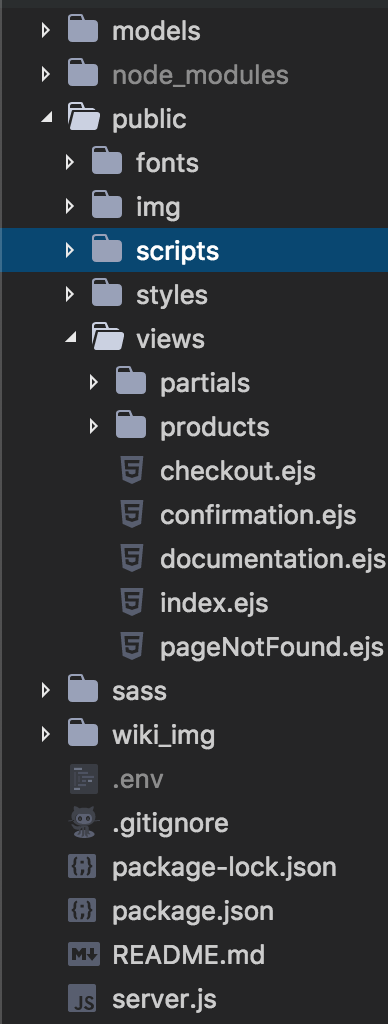 models
node_modules
public
fonts
img
scripts
styles
views
partials
products
checkout.ejs
confirmation.ejs
documentation.ejs
index.ejs
pageNotFound.ejs
sass
wiki_img
.env
.gitignore
package-lock.json
package.json
README.md
server.js